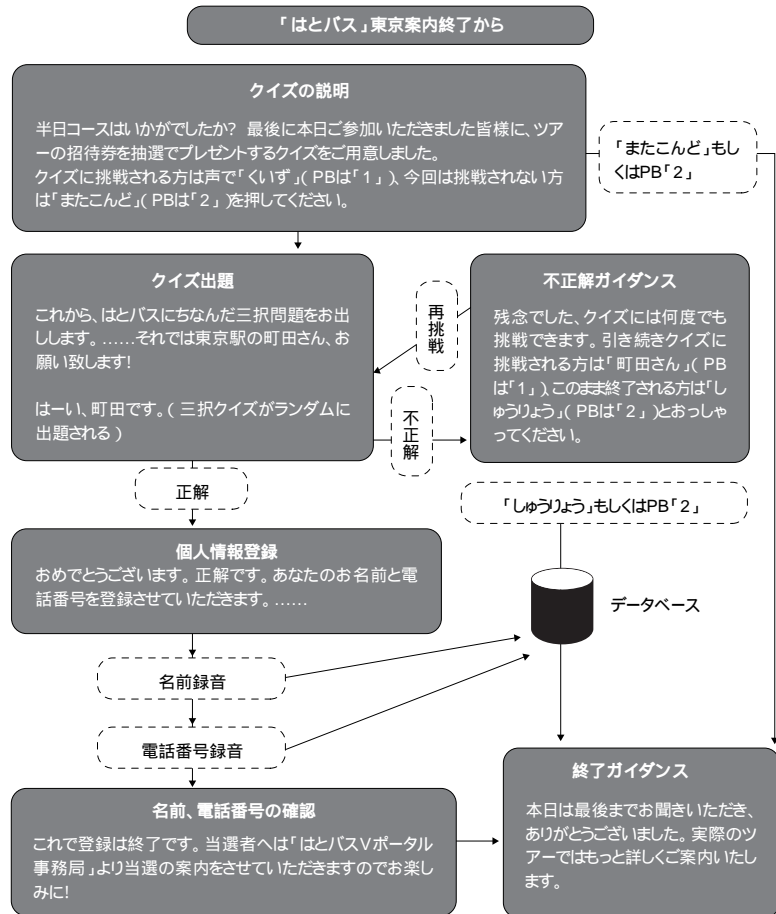 「はとバス」東京案内終了から
クイズの説明
半日コースはいかがでしたか? 最後に本日ご参加いただきました皆様に、ツア
ーの招待券を抽選でプレゼントするクイズをご用意しました。
クイズに挑戦される方は声で「くいず」(PBは「1」)、今回は挑戦されない方
は「またこんど」(PBは「2」)を押してください。
「またこんど」もし
くはPB「2」
クイズ出題
これから、はとバスにちなんだ三択問題をお出
しします。……それでは東京駅の町田さん、お
願い致します!
はーい、町田です。(三択クイズがランダムに
出題される)
再挑戦
不正解
不正解ガイダンス
残念でした、クイズには何度でも
挑戦できます。引き続きクイズに
挑戦される方は「町田さん」(PB
は「1」)、このまま終了される方は「し
ゅうりょう」(PBは「2」)とおっしゃ
ってください。
正解
「しゅうりょう」もしくはPB「2」
個人情報登録
おめでとうございます。正解です。あなたのお名前と電
話番号を登録させていただきます。……
データベース
名前録音
電話番号録音
名前、電話番号の確認
これで登録は終了です。当選者へは「はとバスVポータル
事務局」より当選の案内をさせていただきますのでお楽し
みに!
終了ガイダンス
本日は最後までお聞きいただき、
ありがとうございました。実際のツ
アーではもっと詳しくご案内いたし
ます。